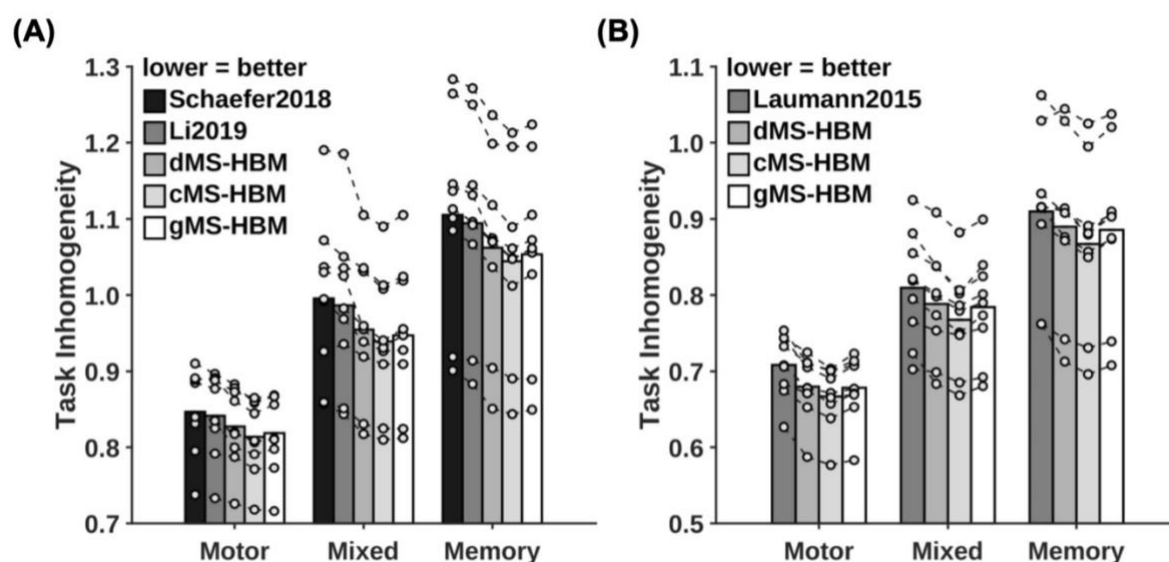 (A)
Task Inhomogeneity
1.3
1.2
1.1
1.0
0.9
0.8
0.7
lower = better
Schaefer2018
Li2019
dMS-HBM
cMS-HBM
gMS-HBM
Motor Mixed Memory
(B)
Task Inhomogeneity
1.1
1.0
0.9
0.8
0.7
0.6
0.5
lower = better
Laumann2015
dMS-HBM
cMS-HBM
gMS-HBM
Motor Mixed Memory